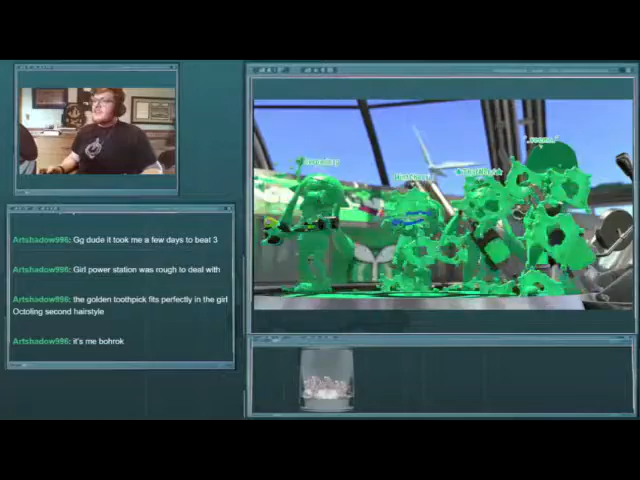 Artshadow996: Gg dude it took me a few days to beat 3
Artshadow996: Girl power station was rough to deal with
Artshadow996: the golden toothpick fits perfectly in the girl
Octoling second hairstyle
Artshadow996: it's me bohrok